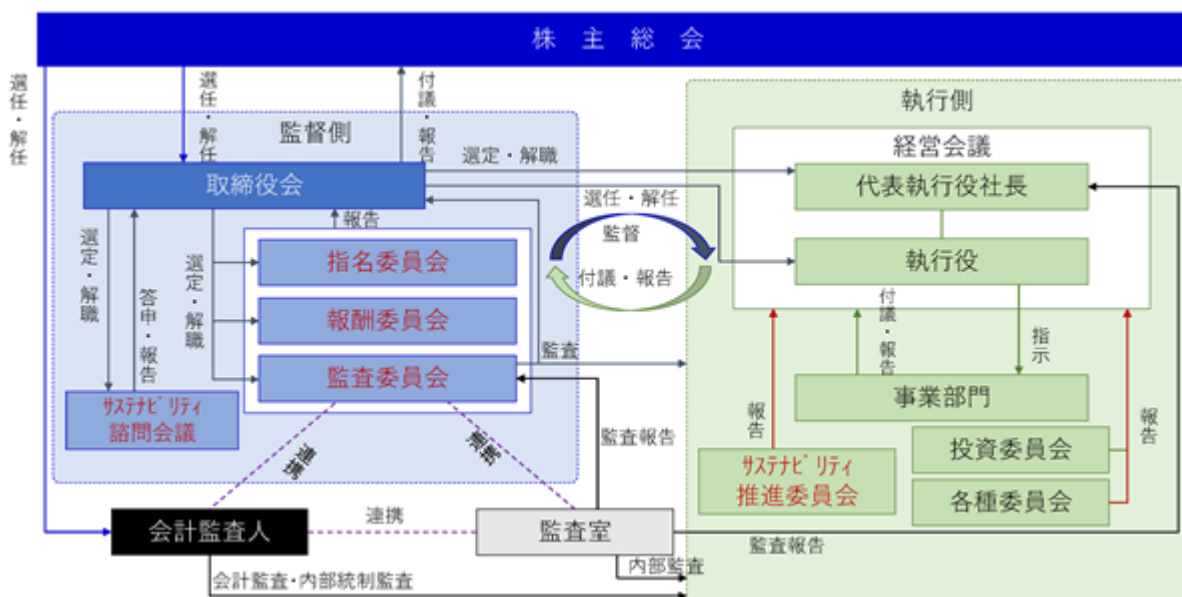 株主総会
選任・解任
選任・解任
付議・報告
監督側
執行側
経営会議
選定・解職
取締役会
代表執行役社長
選任・解任
報告
監督
指名委員会
執行役
付議・報告
選定・解職
答申・報告
選定・解職
報酬委員会
付議・報告
指示
監査
監査委員会
事業部門
サステナビリティ
諮問会議
報告
報告
投資委員会
監査報告
連携
連携
サステナビリティ
推進委員会
各種委員会
会計監査人
連携
監査室
監査報告
内部監査
会計監査・内部統制監査